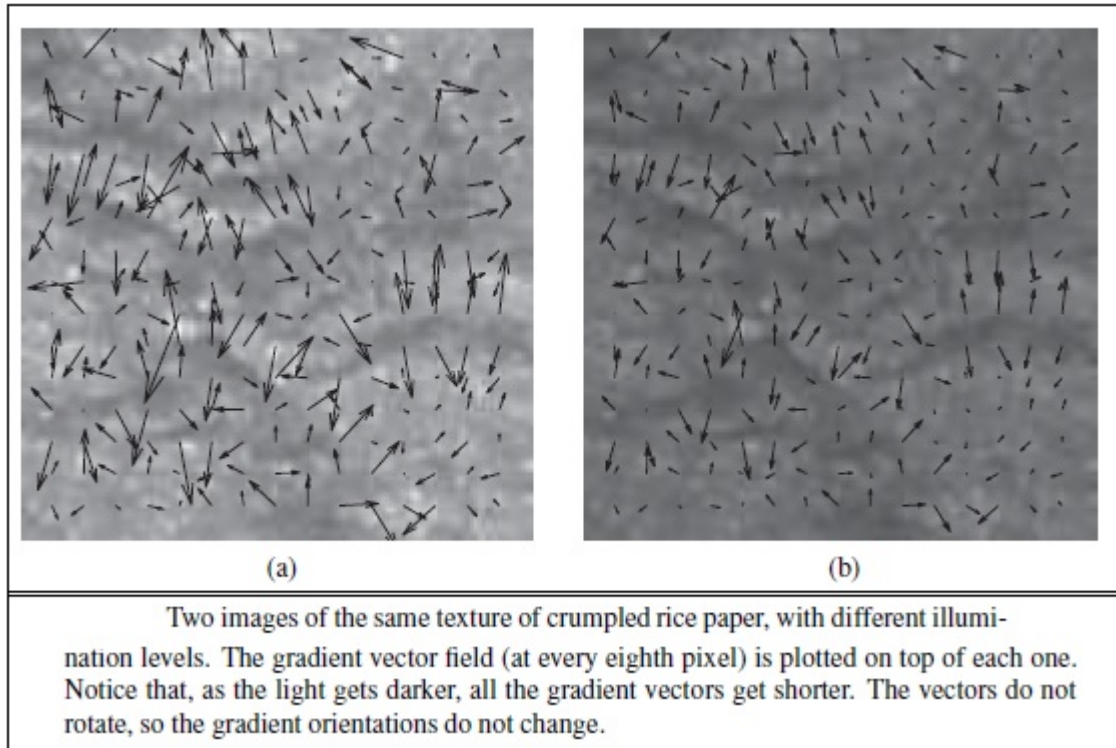 (a)
(b)
Two images of the same texture of crumpled rice paper, with different illumi-
nation levels. The gradient vector field (at every eighth pixel) is plotted on top of each one.
Notice that, as the light gets darker, all the gradient vectors get shorter. The vectors do not
rotate, so the gradient orientations do not change.